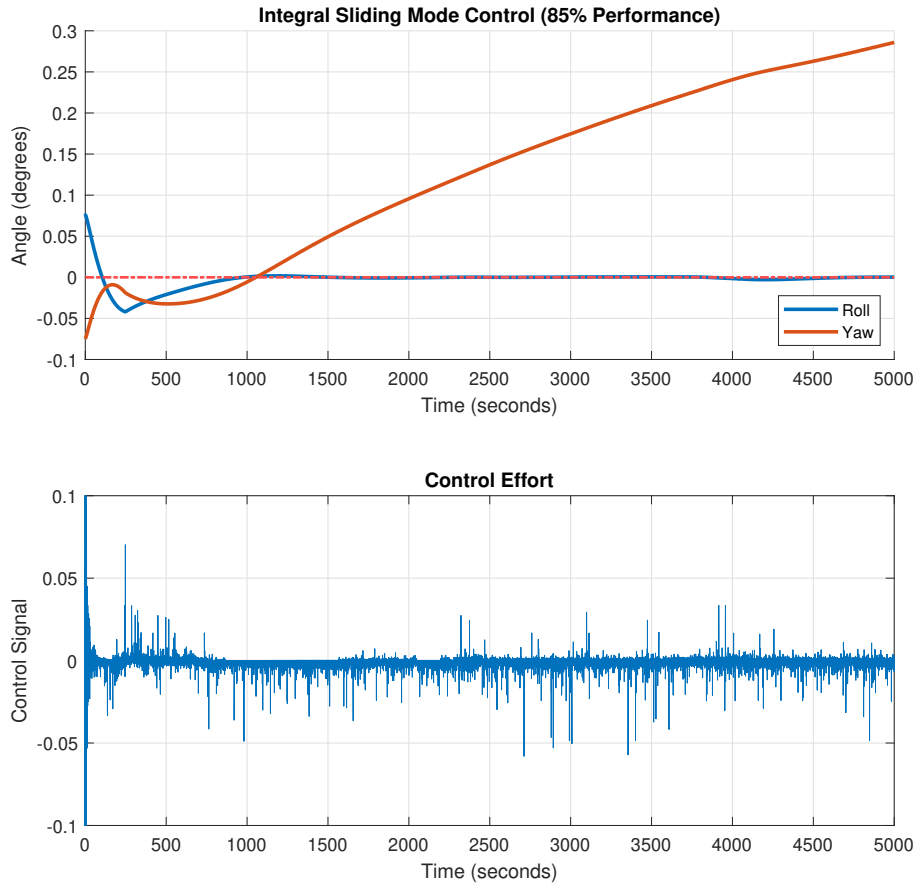 Integral Sliding Mode Control (85% Performance)
0.3
0.25
0.2
0.15
0.1
0.05
0
-0.05
-0.1
Angle (degrees)
Roll
Yaw
0 500 1000 1500 2000 2500 3000 3500 4000 4500 5000
Time (seconds)
Control Effort
0.1
0.05
0
-0.05
-0.1
Control Signal
0 500 1000 1500 2000 2500 3000 3500 4000 4500 5000
Time (seconds)